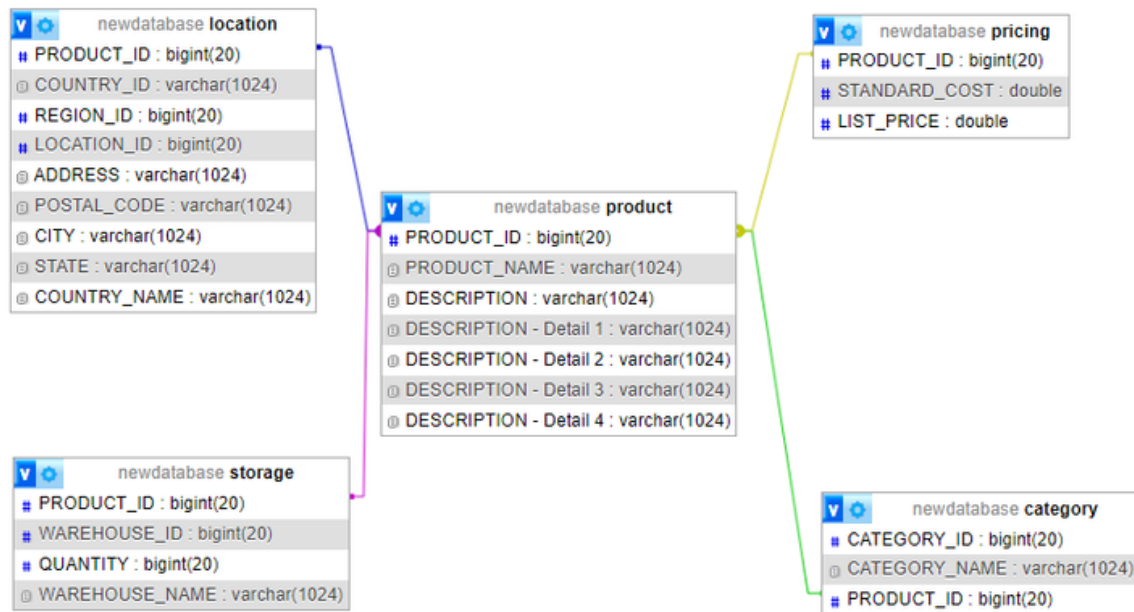 newdatabase location
# PRODUCT_ID : bigint(20)
COUNTRY_ID : varchar(1024)
# REGION_ID : bigint(20)
# LOCATION_ID : bigint(20)
ADDRESS : varchar(1024)
POSTAL_CODE : varchar(1024)
CITY : varchar(1024)
STATE : varchar(1024)
COUNTRY_NAME : varchar(1024)
newdatabase pricing
# PRODUCT_ID : bigint(20)
# STANDARD_COST : double
# LIST_PRICE : double
newdatabase product
# PRODUCT_ID : bigint(20)
PRODUCT_NAME : varchar(1024)
DESCRIPTION : varchar(1024)
DESCRIPTION - Detail 1 : varchar(1024)
DESCRIPTION - Detail 2 : varchar(1024)
DESCRIPTION - Detail 3 : varchar(1024)
DESCRIPTION - Detail 4 : varchar(1024)
newdatabase storage
# PRODUCT_ID : bigint(20)
# WAREHOUSE_ID : bigint(20)
# QUANTITY : bigint(20)
WAREHOUSE_NAME : varchar(1024)
newdatabase category
# CATEGORY_ID : bigint(20)
CATEGORY_NAME : varchar(1024)
# PRODUCT_ID : bigint(20)